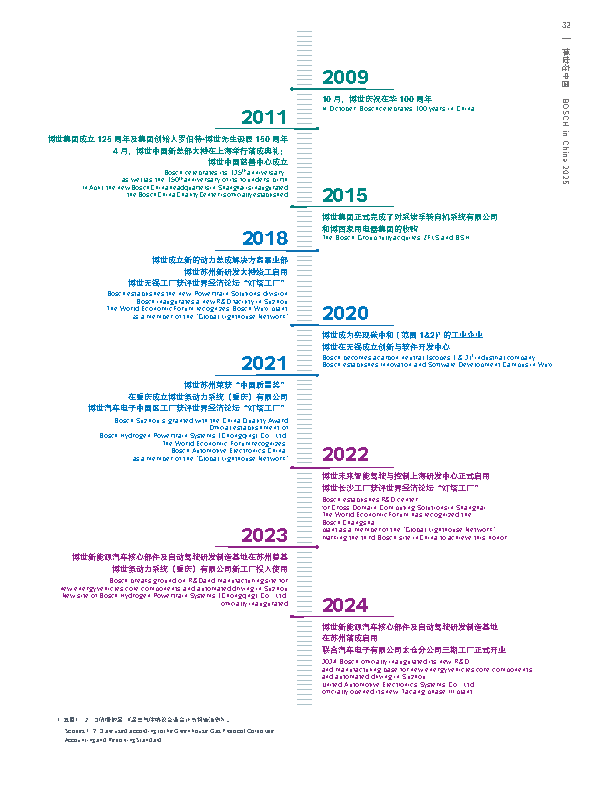 32
博世在中国 BOSCH in China 2025
2009
10 月，博世庆祝在华 100 周年
In October, Bosch celebrates 100 years in China
2011
博世集团成立 125 周年及集团创始人罗伯特·博世先生诞辰 150 周年
4 月，博世中国新总部大楼在上海举行落成典礼；
博世中国慈善中心成立
Bosch celebrates its 125th anniversary
as well as the 150th anniversary of its founder's birth
In April, the new Bosch China headquarters in Shanghai is inaugurated
the Bosch China Charity Center is officially established
2015
博世集团正式完成了对采埃孚转向机系统有限公司
和博西家用电器集团的收购
The Bosch Group fully acquires ZFLS and BSH
2018
博世成立新的动力总成解决方案事业部
博世苏州新研发大楼竣工启用
博世无锡工厂获评世界经济论坛“灯塔工厂”
Bosch establishes the new Powertrain Solutions division
Bosch inaugurates a new R&D facility in Suzhou
The World Economic Forum recognizes Bosch Wuxi plant
as a member of the "Global Lighthouse Network"
2020
博世成为实现碳中和（范围 1&2）¹ 的工业企业
博世在无锡成立创新与软件开发中心
Bosch becomes a carbon neutral (scopes 1 & 2)¹ industrial company
Bosch establishes Innovation and Software Development Campus in Wuxi
2021
博世苏州荣获“中国质量奖”
在重庆成立博世氢动力系统（重庆）有限公司
博世汽车电子中国区工厂获评世界经济论坛“灯塔工厂”
Bosch Suzhou is granted with the China Quality Award
Official establishment of
Bosch Hydrogen Powertrain Systems (Chongqing) Co., Ltd.
The World Economic Forum recognizes
Bosch Automotive Electronics China
as a member of the "Global Lighthouse Network"
2022
博世未来智能驾驶与控制上海研发中心正式启用
博世长沙工厂获评世界经济论坛“灯塔工厂”
Bosch establishes R&D center
for Cross-Domain Computing Solutions in Shanghai
The World Economic Forum has recognized the
Bosch Changsha
plant as a member of the "Global Lighthouse Network"
marking the third Bosch site in China to achieve this honor
2023
博世新能源汽车核心部件及自动驾驶研发制造基地在苏州奠基
博世氢动力系统（重庆）有限公司新工厂投入使用
Bosch breaks ground on R&D and manufacturing site for
new energy vehicles core components and automated driving in Suzhou
New site of Bosch Hydrogen Powertrain Systems (Chongqing) Co., Ltd.
officially inaugurated
2024
博世新能源汽车核心部件及自动驾驶研发制造基地
在苏州落成启用
联合汽车电子有限公司太仓分公司三期工厂正式开业
2024 Bosch officially inaugurated its new R&D
and manufacturing base for new energy vehicles core components
and automated driving in Suzhou
United Automotive Electronics Systems Co., Ltd.
officially opened its new Taicang phase III plant
Scopes 1, 2: Data used according to the Greenhouse Gas Protocol Corporate
Accounting and Reporting Standard